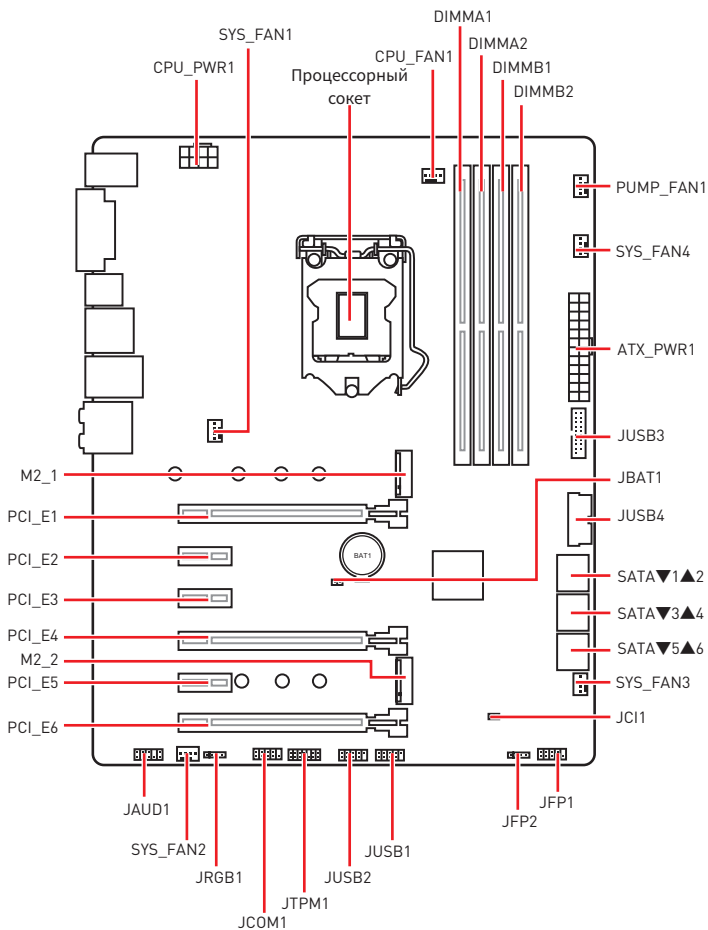 DIMMA1
SYS_FAN1
DIMMA2
CPU_FAN1
CPU_PWR1
DIMMB1
Процессорный
сокет
DIMMB2
PUMP_FAN1
SYS_FAN4
ATX_PWR1
JUSB3
M2_1
JBAT1
PCI_E1
JUSB4
BAT1
PCI_E2
SATA▼1▲2
PCI_E3
SATA▼3▲4
PCI_E4
SATA▼5▲6
M2_2
PCI_E5
SYS_FAN3
JCI1
PCI_E6
JAUD1
JFP1
JFP2
SYS_FAN2
JUSB1
JRGB1
JUSB2
JTPM1
JCOM1